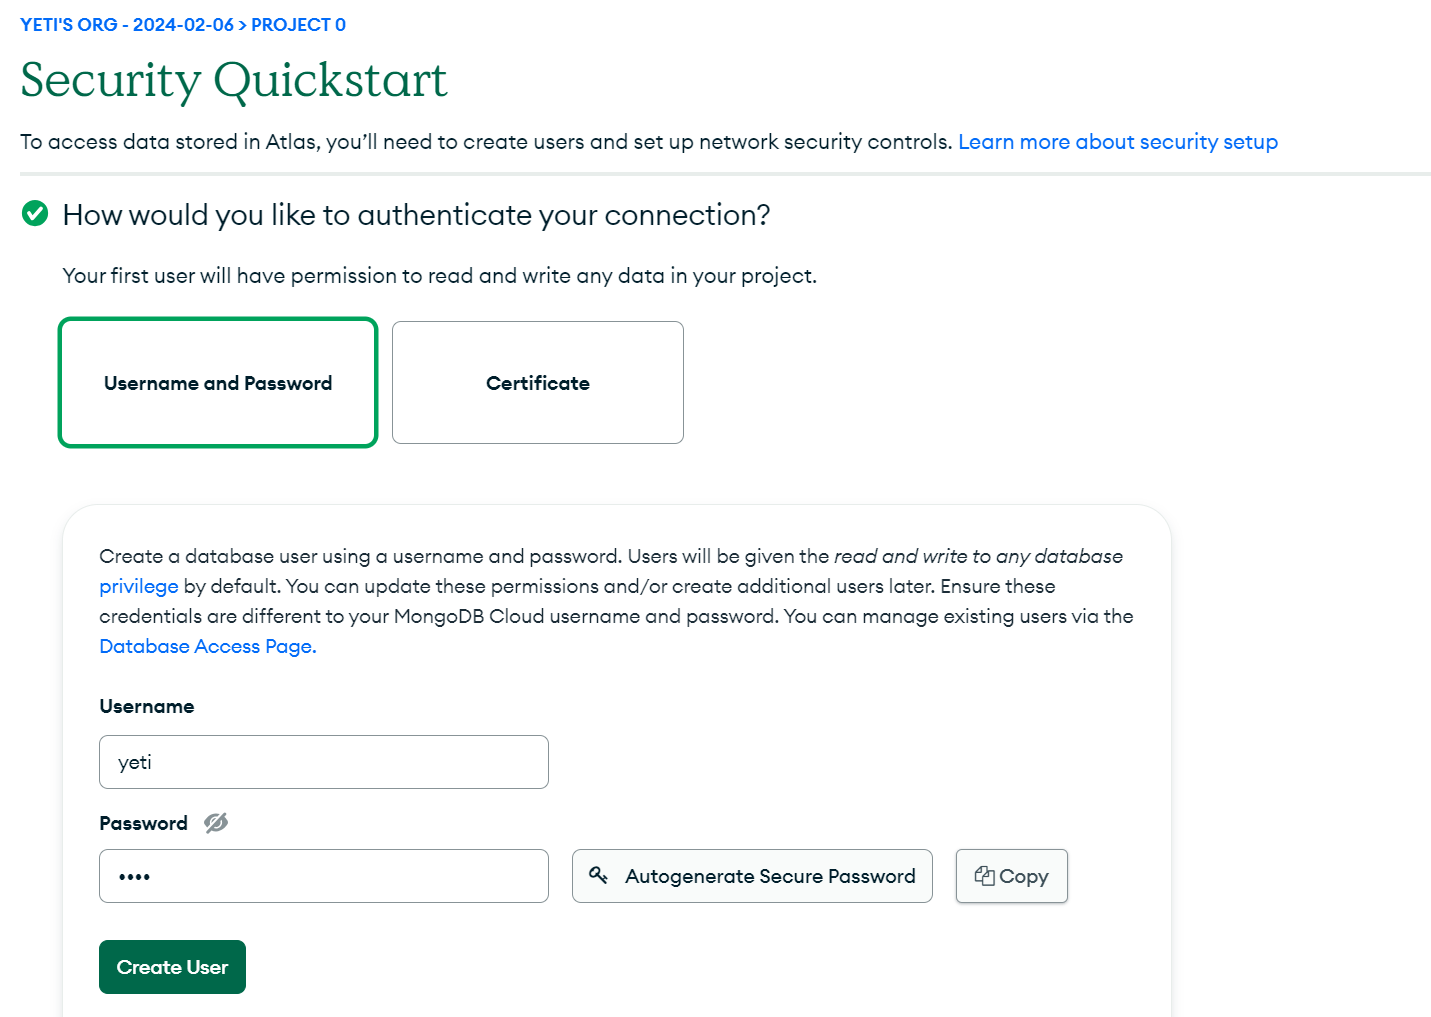 YETI'S ORG - 2024-02-06 > PROJECT 0
Security Quickstart
To access data stored in Atlas, you’ll need to create users and set up network security controls. Learn more about security setup
How would you like to authenticate your connection?
Your first user will have permission to read and write any data in your project.
Username and Password
Certificate
Create a database user using a username and password. Users will be given the read and write to any database
privilege by default. You can update these permissions and/or create additional users later. Ensure these
credentials are different to your MongoDB Cloud username and password. You can manage existing users via the
Database Access Page.
Username
yeti
Password
••••
Autogenerate Secure Password
Copy
Create User